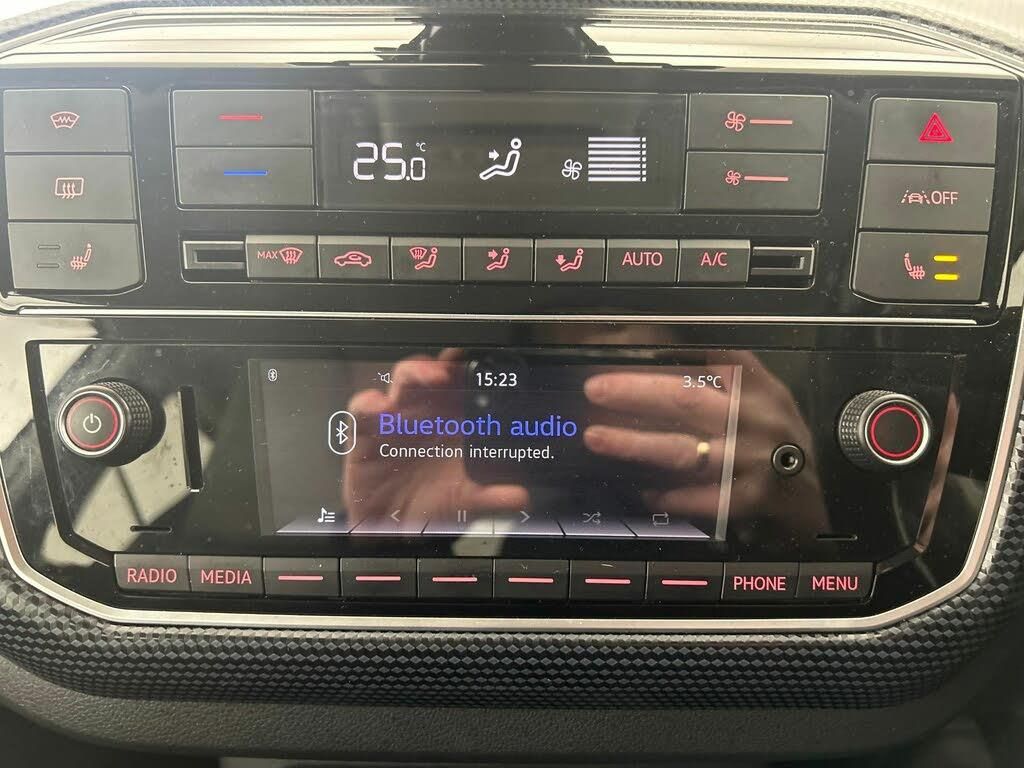 25.0 °C
OFF
MAX
AUTO
A/C
15:23
3.5°C
Bluetooth audio
Connection interrupted.
RADIO
MEDIA
PHONE
MENU